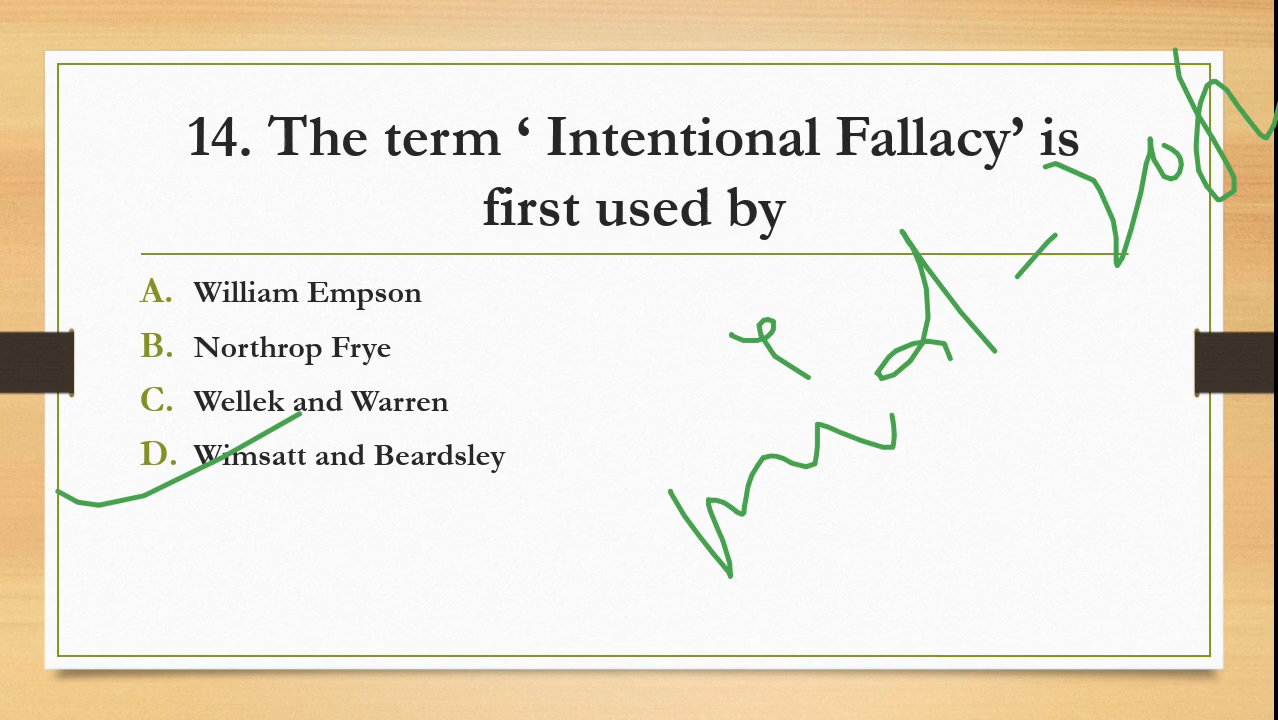 14. The term ‘ Intentional Fallacy’ is
first used by
A. William Empson
B. Northrop Frye
C. Wellek and Warren
D. Wimsatt and Beardsley